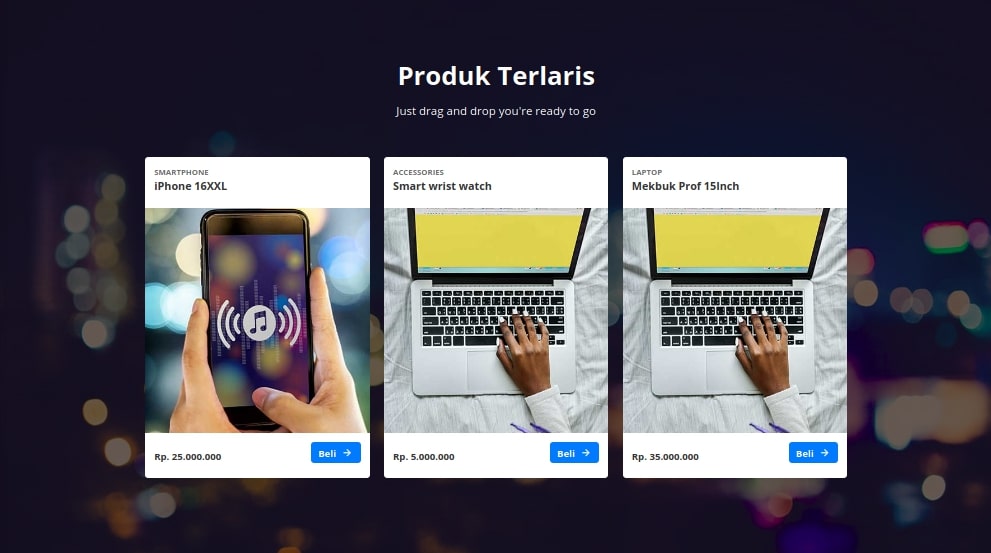 Produk Terlaris
Just drag and drop you're ready to go
SMARTPHONE
iPhone 16XXL
Rp. 25.000.000
Beli
ACCESSORIES
Smart wrist watch
Rp. 5.000.000
Beli
LAPTOP
Mekbuk Prof 15Inch
Rp. 35.000.000
Beli